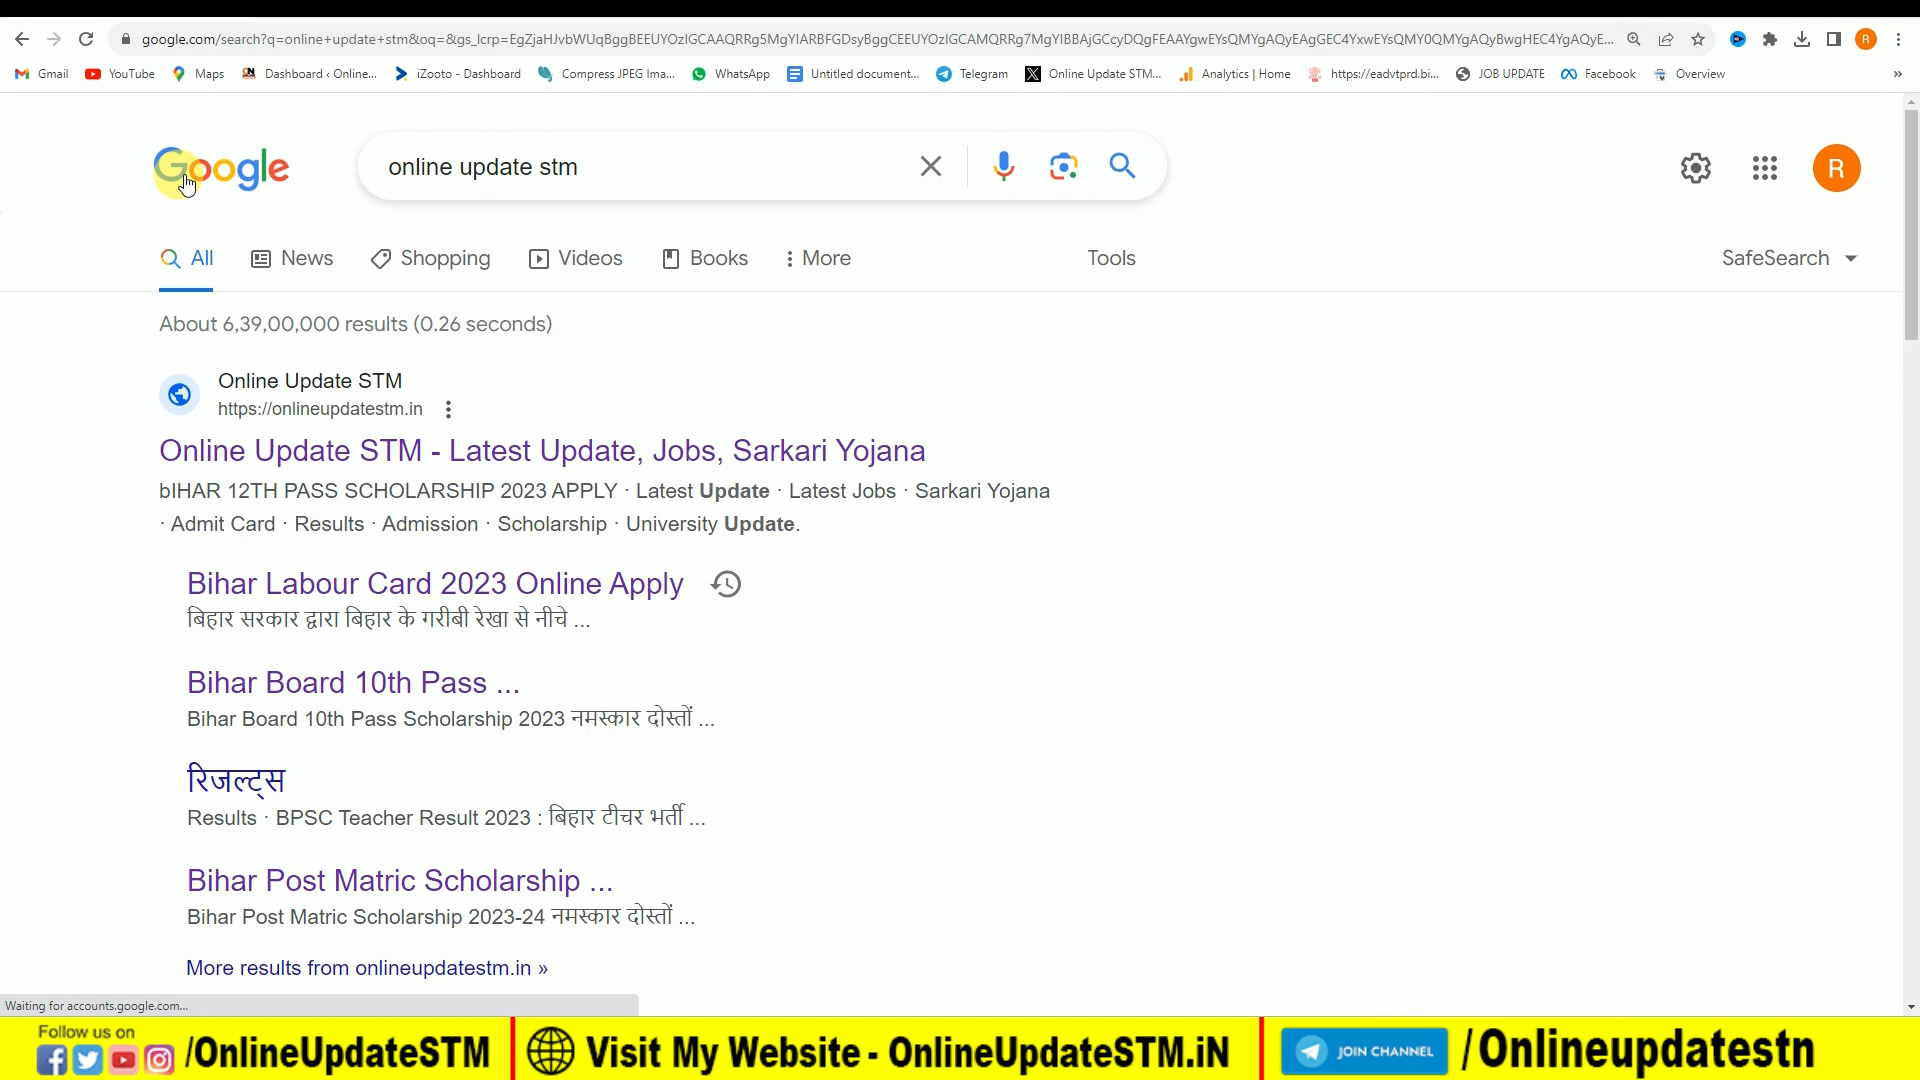 google.com/search?q=online+update+stm&oq=&gs_lcrp=EgZjaHJvbWUqBggBEEUYOzIGCAAQRRg5MgYIARBFGDsyBggCEEUYOzIGCAMQRRg7MgYIBBAjGCcyDQgFEAAYgwEYsQMYgAQyEAgGEC4YxwEYsQMY0QMYgAQyBwgHEC4YgAQyE...
R
Gmail YouTube Maps Dashboard ‹ Online... iZooto - Dashboard Compress JPEG Ima... WhatsApp Untitled document... Telegram Online Update STM... Analytics | Home https://eadvtprd.bi... JOB UPDATE Facebook Overview »
Google online update stm R
All News Shopping Videos Books More Tools SafeSearch
About 6,39,00,000 results (0.26 seconds)
Online Update STM
https://onlineupdatestm.in
Online Update STM - Latest Update, Jobs, Sarkari Yojana
bIHAR 12TH PASS SCHOLARSHIP 2023 APPLY · Latest Update · Latest Jobs · Sarkari Yojana
· Admit Card · Results · Admission · Scholarship · University Update.
Bihar Labour Card 2023 Online Apply
बिहार सरकार द्वारा बिहार के गरीबी रेखा से नीचे ...
Bihar Board 10th Pass ...
Bihar Board 10th Pass Scholarship 2023 नमस्कार दोस्तों ...
रिजल्ट्स
Results · BPSC Teacher Result 2023 : बिहार टीचर भर्ती ...
Bihar Post Matric Scholarship ...
Bihar Post Matric Scholarship 2023-24 नमस्कार दोस्तों ...
More results from onlineupdatestm.in »
Waiting for accounts.google.com...
Follow us on
/OnlineUpdateSTM Visit My Website - OnlineUpdateSTM.iN JOIN CHANNEL /Onlineupdatestn